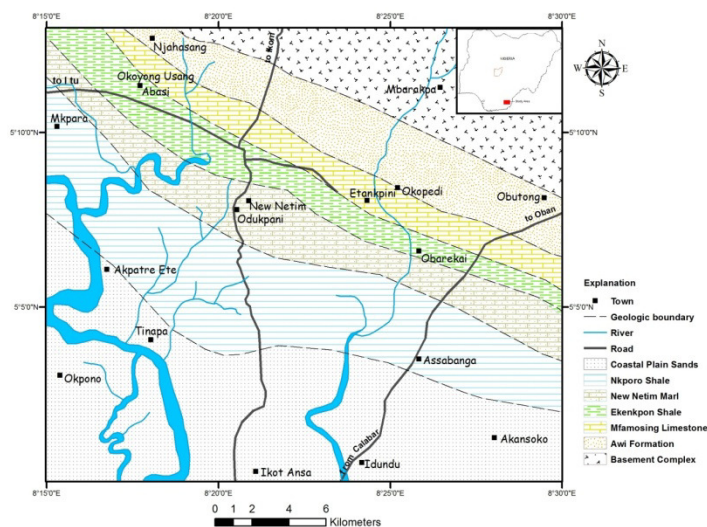 8°15'0"E
8°20'0"E
8°25'0"E
8°30'0"E
Njahasang
to Ikom
NIGERIA
N
W
E
S
Okoyong Usang
Abasi
to I tu
Mbarakpa
5°10'0"N
5°10'0"N
Mkpara
Etankpini
Okopedi
Obutong
New Netim
Odukpani
to Oban
Obarekai
Akpatre Ete
5°5'0"N
5°5'0"N
Tinapa
Assabanga
Okpono
Akansoko
from Calabar
Ikot Ansa
Idundu
8°15'0"E
8°20'0"E
8°25'0"E
8°30'0"E
Explanation
Town
Geologic boundary
River
Road
Coastal Plain Sands
Nkporo Shale
New Netim Marl
Ekenkpon Shale
Mfamosing Limestone
Awi Formation
Basement Complex
0 1 2 4 6
Kilometers